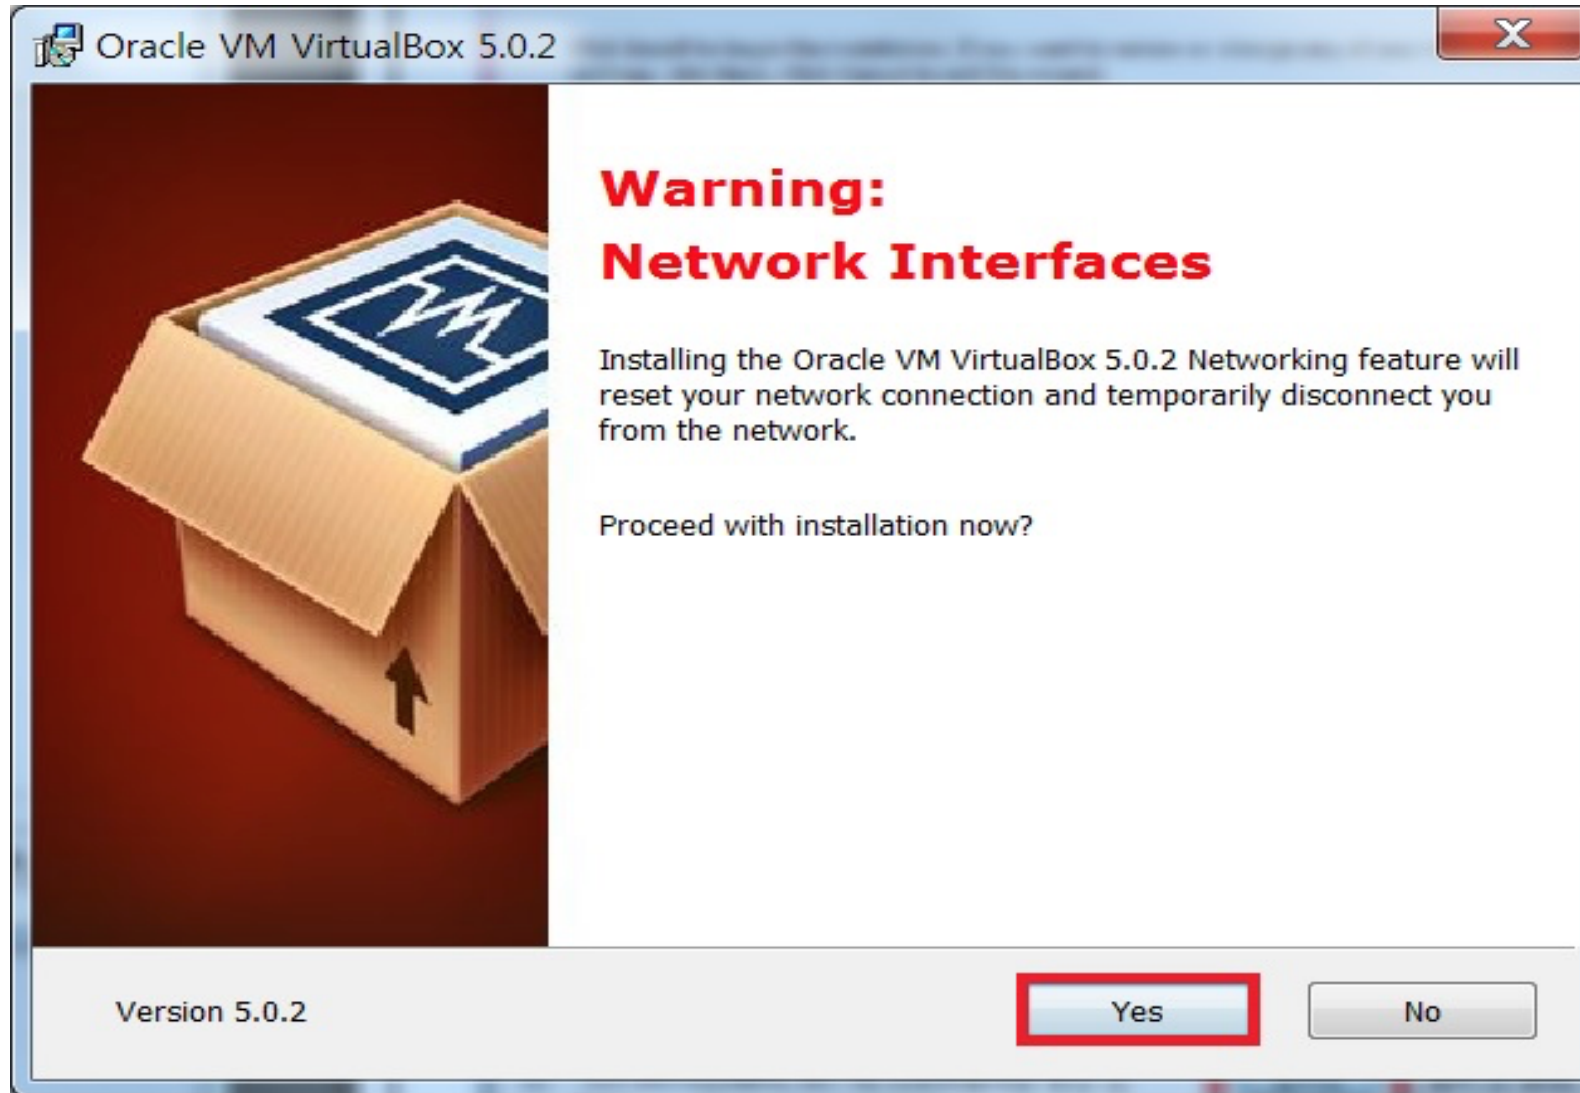 Oracle VM VirtualBox 5.0.2
Warning:
Network Interfaces
Installing the Oracle VM VirtualBox 5.0.2 Networking feature will
reset your network connection and temporarily disconnect you
from the network.
Proceed with installation now?
Version 5.0.2
Yes
No